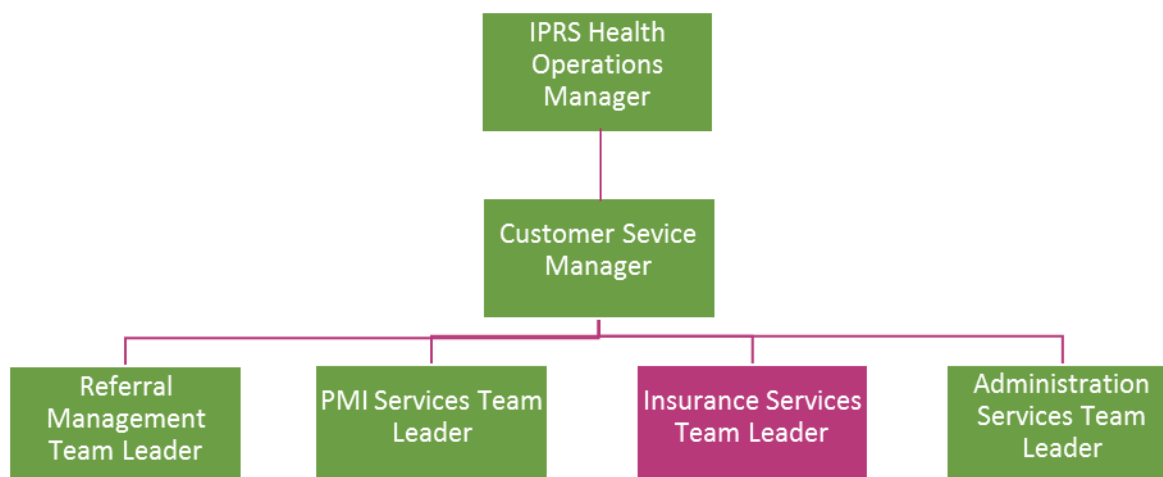 IPRS Health
Operations
Manager
Customer Sevice
Manager
Referral
Management
Team Leader
PMI Services Team
Leader
Insurance Services
Team Leader
Administration
Services Team
Leader